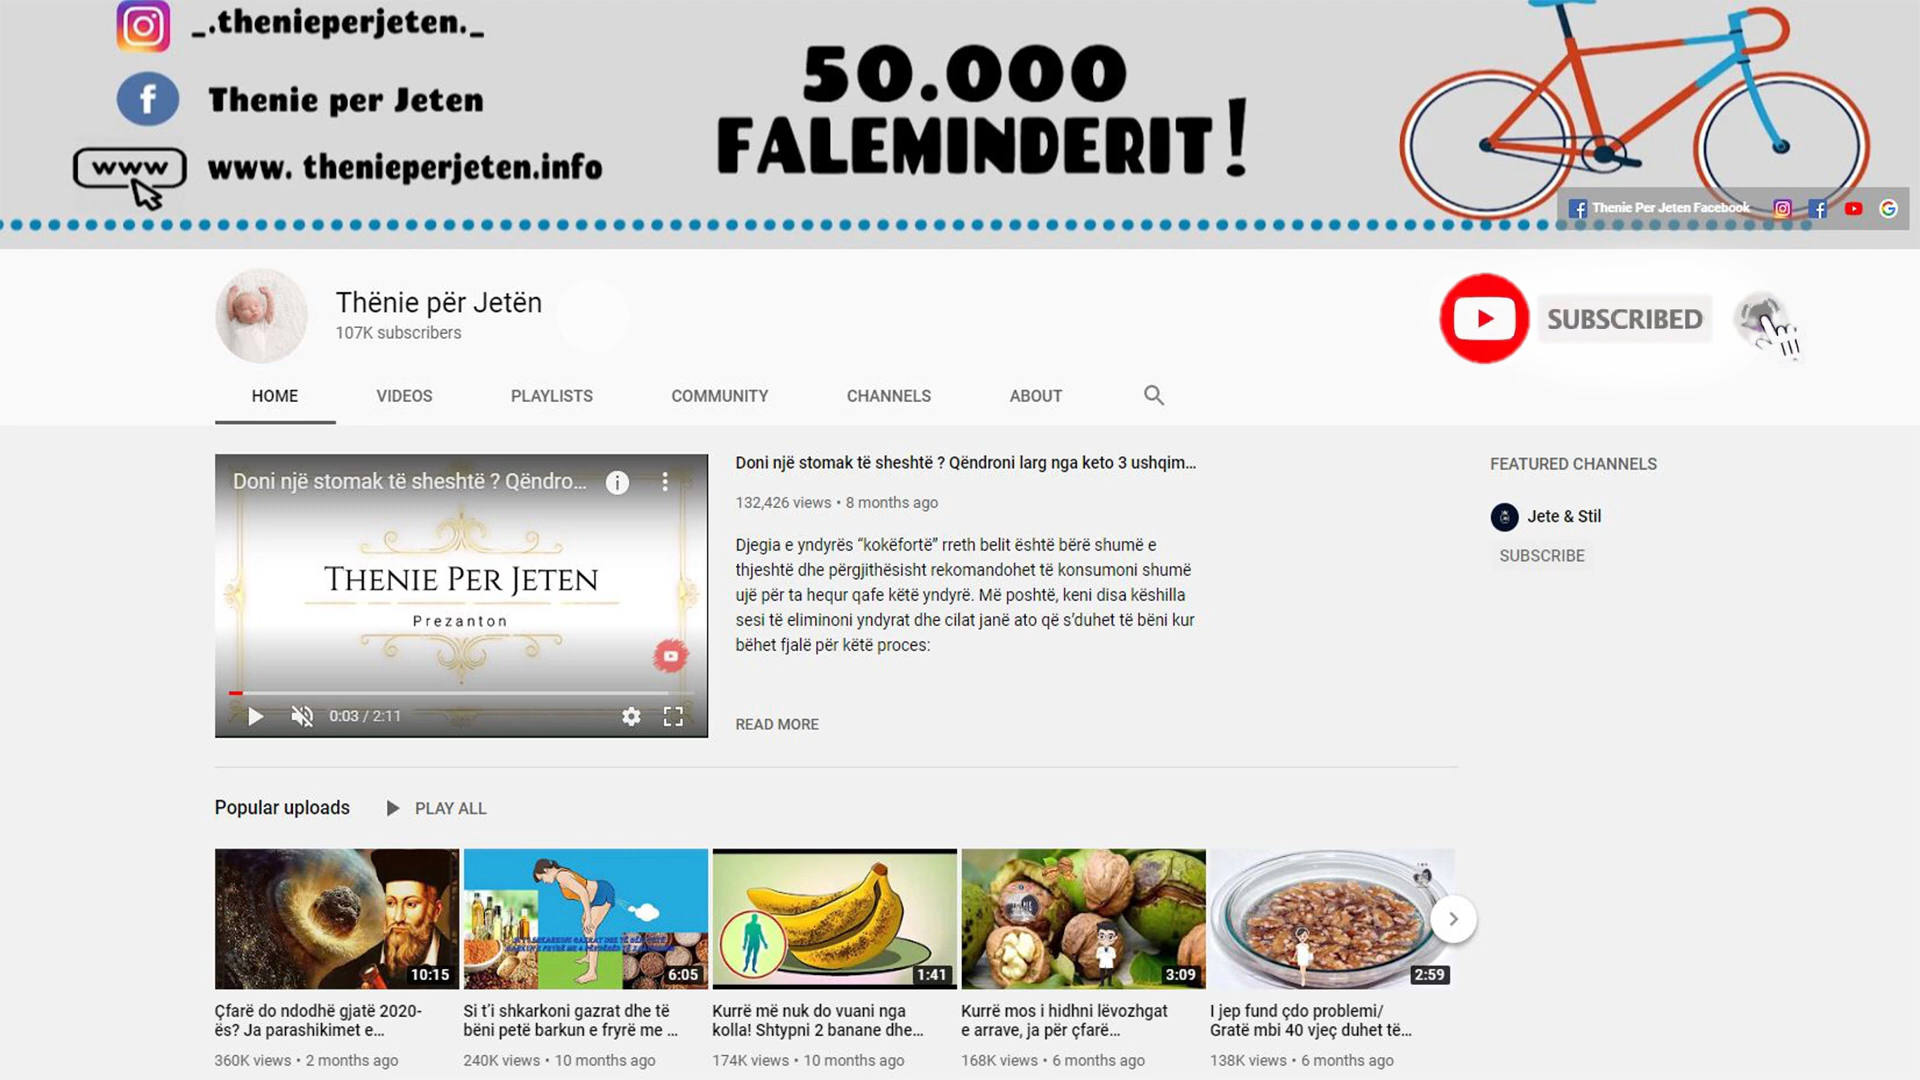 _.thenieperjeten._
Thenie per Jeten
www
www. thenieperjeten.info
50.000
FALEMINDERIT!
Thenie Per Jeten Facebook
Thënie për Jetën
107K subscribers
SUBSCRIBED
HOME
VIDEOS
PLAYLISTS
COMMUNITY
CHANNELS
ABOUT
Doni një stomak të sheshtë ? Qëndro...
THENIE PER JETEN
Prezanton
0:03 / 2:11
Doni një stomak të sheshtë ? Qëndroni larg nga keto 3 ushqim...
132,426 views • 8 months ago
Djegia e yndyrës “kokëfortë” rreth belit është bërë shumë e
thjeshtë dhe përgjithësisht rekomandohet të konsumoni shumë
ujë për ta hequr qafe këtë yndyrë. Më poshtë, keni disa këshilla
sesi të eliminoni yndyrat dhe cilat janë ato që s’duhet të bëni kur
bëhet fjalë për këtë proces:
READ MORE
FEATURED CHANNELS
Jete & Stil
SUBSCRIBE
Popular uploads
PLAY ALL
10:15
6:05
1:41
3:09
2:59
Çfarë do ndodhë gjatë 2020-
ës? Ja parashikimet e...
360K views • 2 months ago
Si t’i shkarkoni gazrat dhe të
bëni petë barkun e fryrë me ...
240K views • 10 months ago
Kurrë më nuk do vuani nga
kolla! Shtypni 2 banane dhe...
174K views • 10 months ago
Kurrë mos i hidhni lëvozhgat
e arrave, ja për çfarë...
168K views • 6 months ago
I jep fund çdo problemi/
Gratë mbi 40 vjeç duhet të...
138K views • 6 months ago